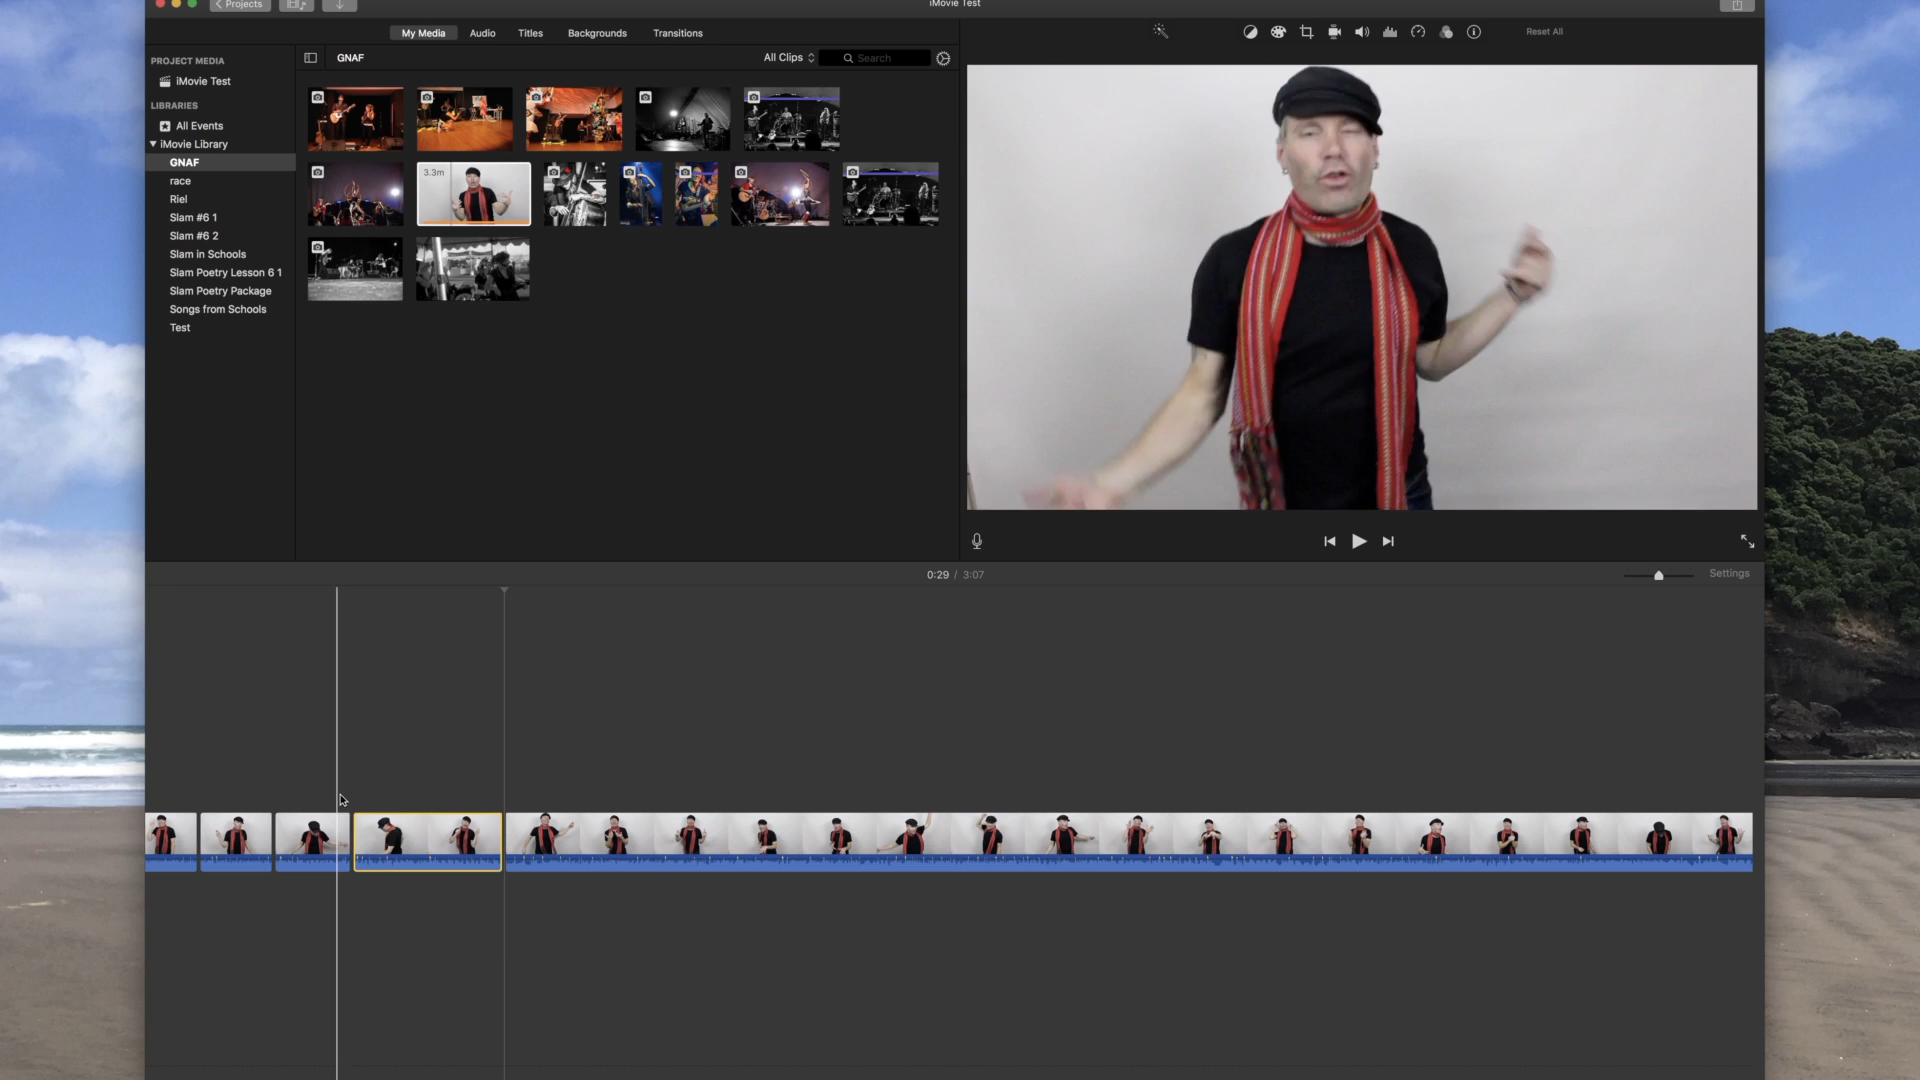 Projects
iMovie Test
My Media Audio Titles Backgrounds Transitions
Reset All
PROJECT MEDIA
iMovie Test
LIBRARIES
All Events
iMovie Library
GNAF
race
Riel
Slam #6 1
Slam #6 2
Slam in Schools
Slam Poetry Lesson 6 1
Slam Poetry Package
Songs from Schools
Test
GNAF
All Clips
Search
3.3m
0:29 / 3:07
Settings